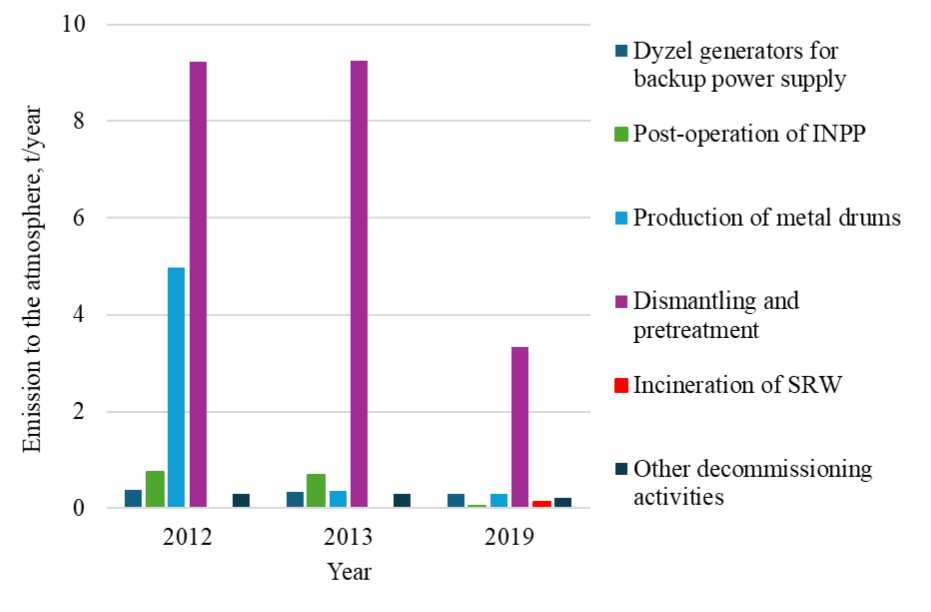 10
8
6
4
2
0
Emission to the atmosphere, t/year
2012
2013
2019
Year
Dyzel generators for
backup power supply
Post-operation of INPP
Production of metal drums
Dismantling and
pretreatment
Incineration of SRW
Other decommissioning
activities